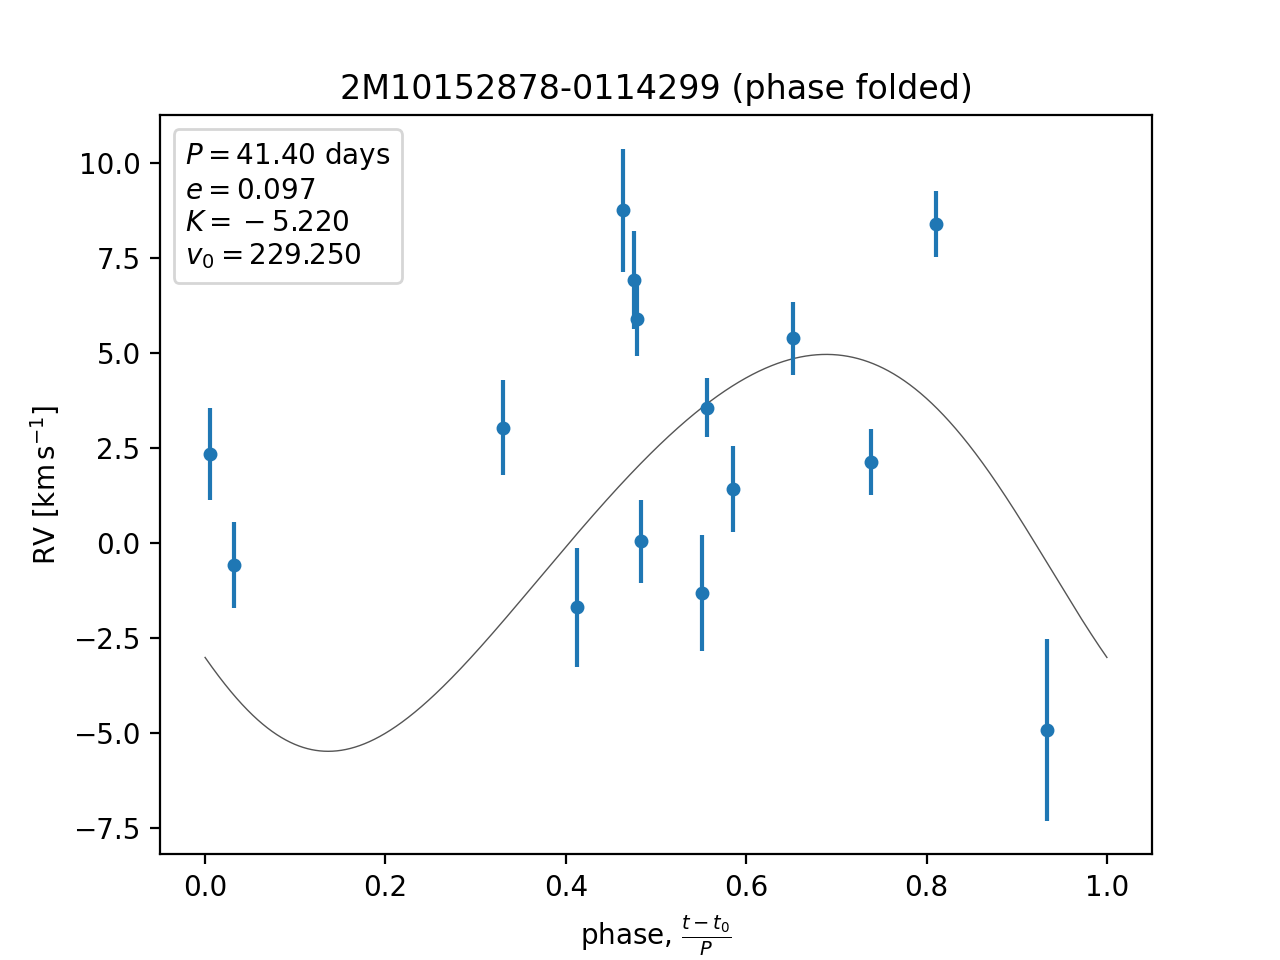 2M10152878-0114299 (phase folded)
P = 41.40 days
e = 0.097
K = −5.220
v₀ = 229.250
10.0
7.5
5.0
2.5
0.0
−2.5
−5.0
−7.5
RV [km s⁻¹]
0.0 0.2 0.4 0.6 0.8 1.0
phase, (t − t₀)/P